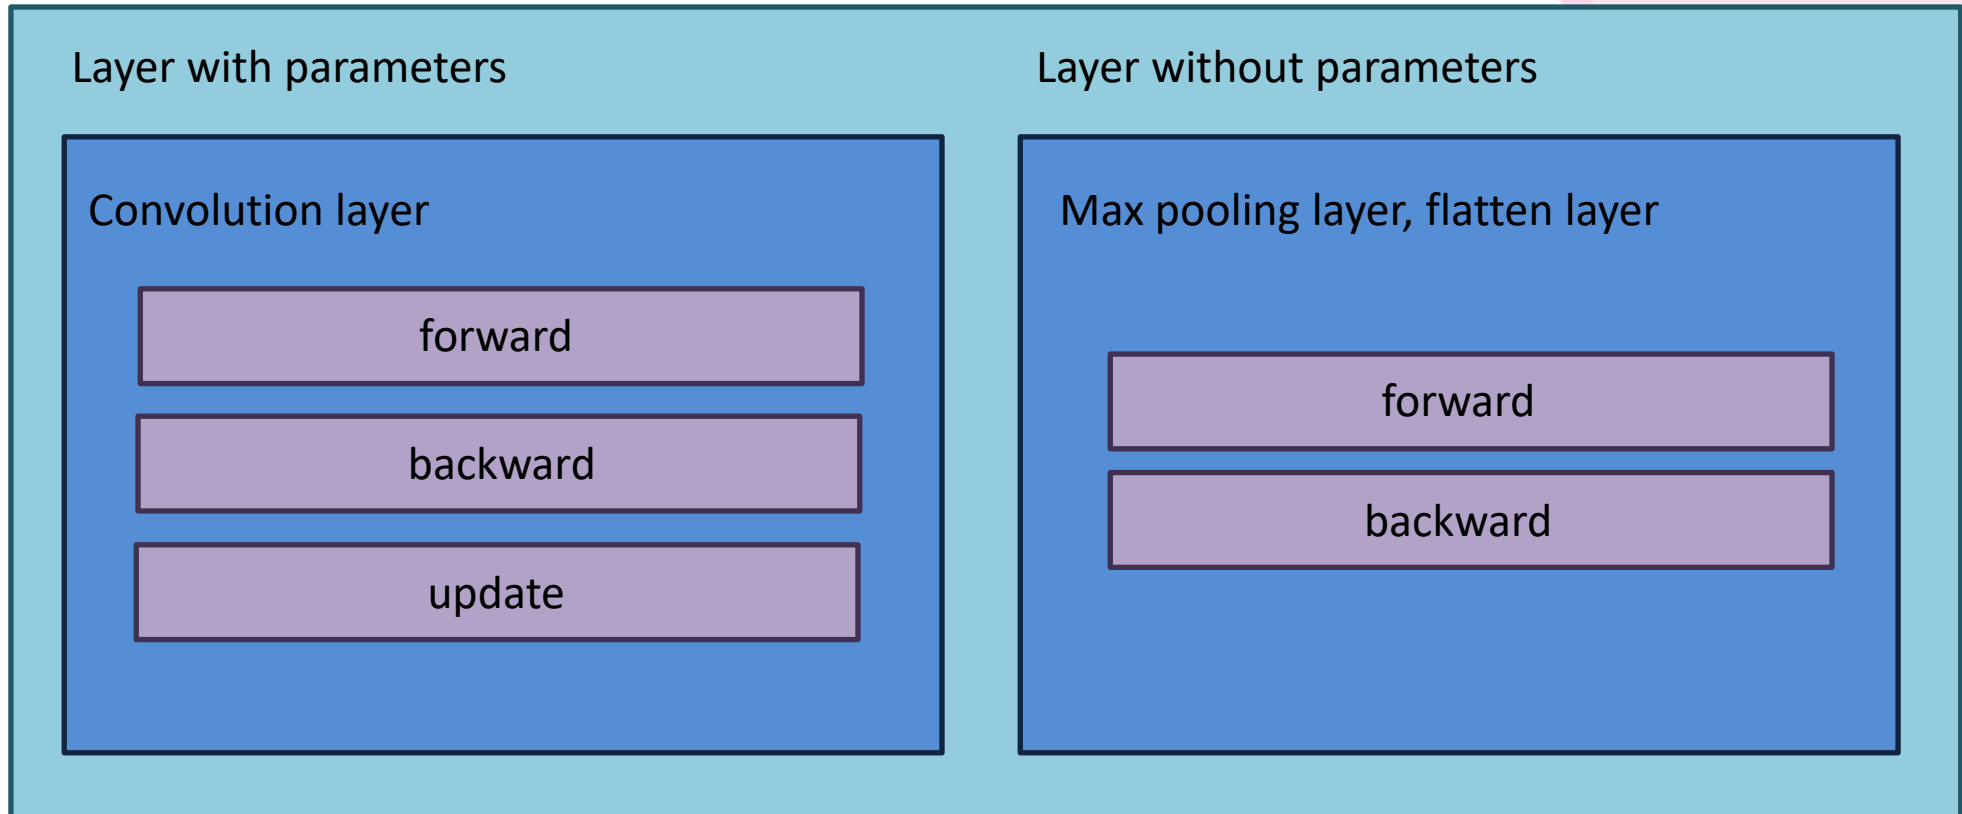 Layer with parameters
Convolution layer
forward
backward
update
Layer without parameters
Max pooling layer, flatten layer
forward
backward